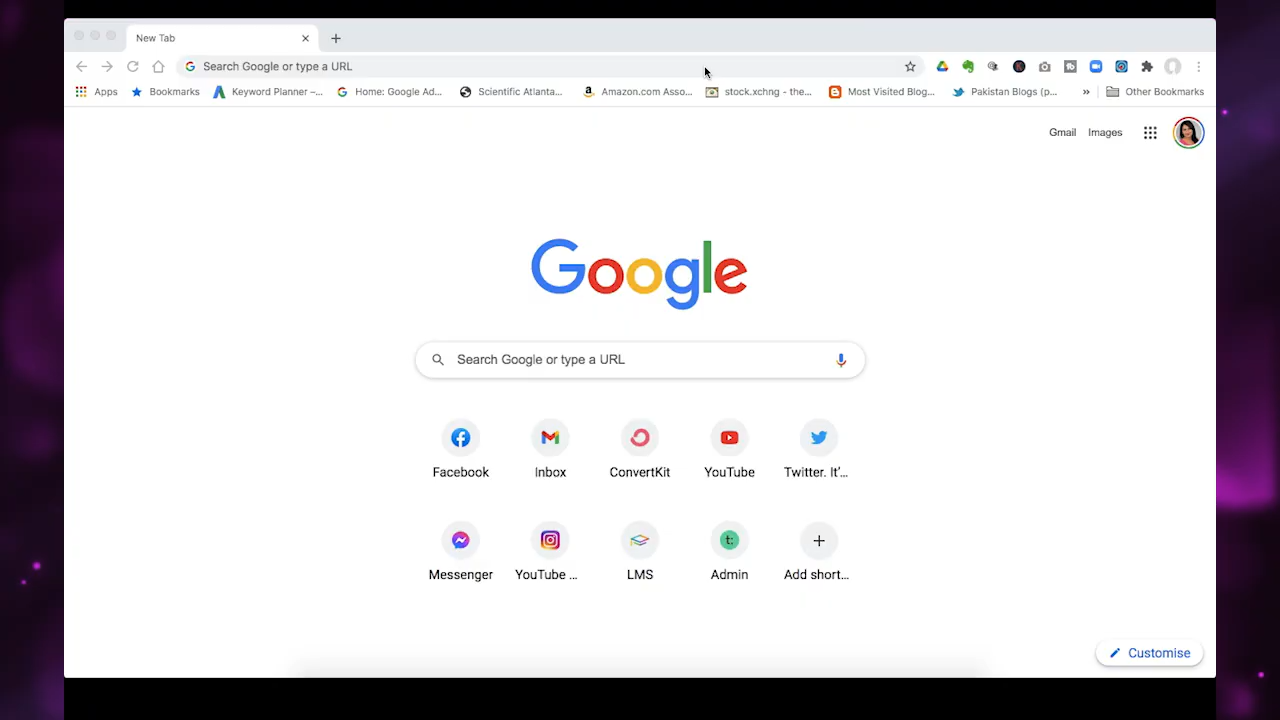 New Tab
Search Google or type a URL
Apps Bookmarks Keyword Planner –... Home: Google Ad... Scientific Atlanta... Amazon.com Asso... stock.xchng - the... Most Visited Blog... Pakistan Blogs (p... » Other Bookmarks
Gmail Images
Google
Search Google or type a URL
Facebook Inbox ConvertKit YouTube Twitter. It'...
Messenger YouTube ... LMS Admin Add short...
Customise